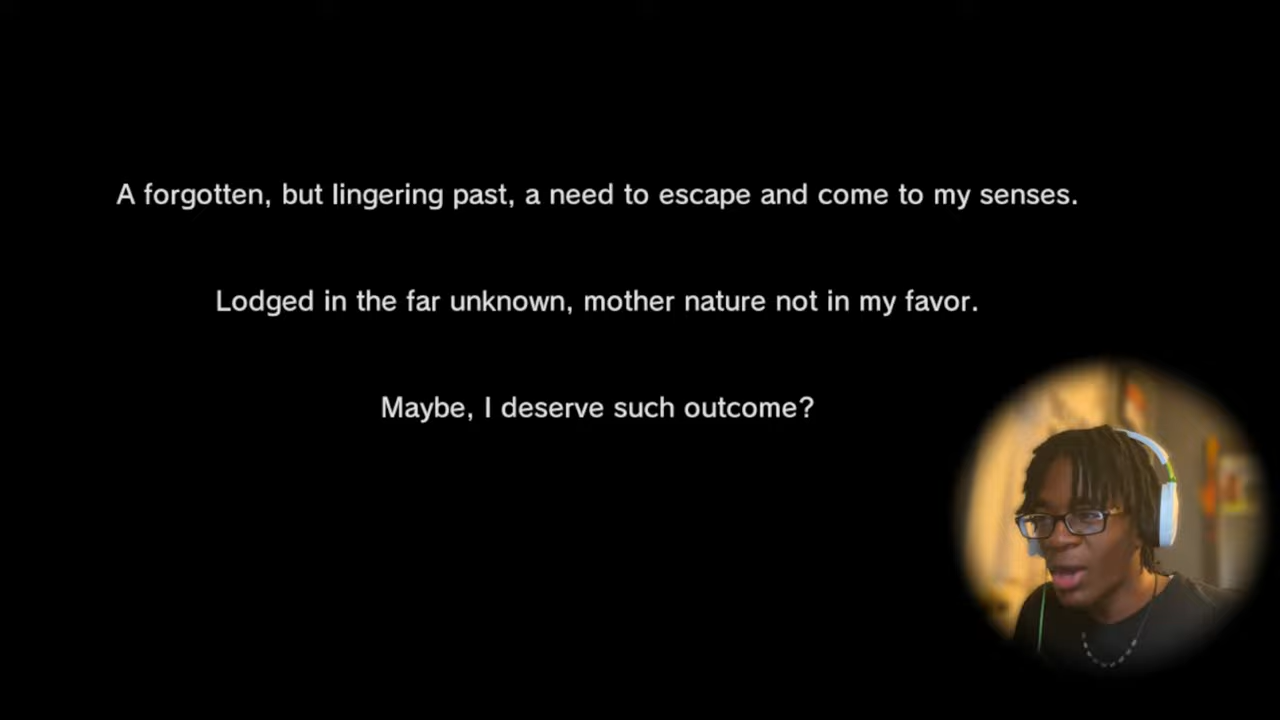 A forgotten, but lingering past, a need to escape and come to my senses.
Lodged in the far unknown, mother nature not in my favor.
Maybe, I deserve such outcome?